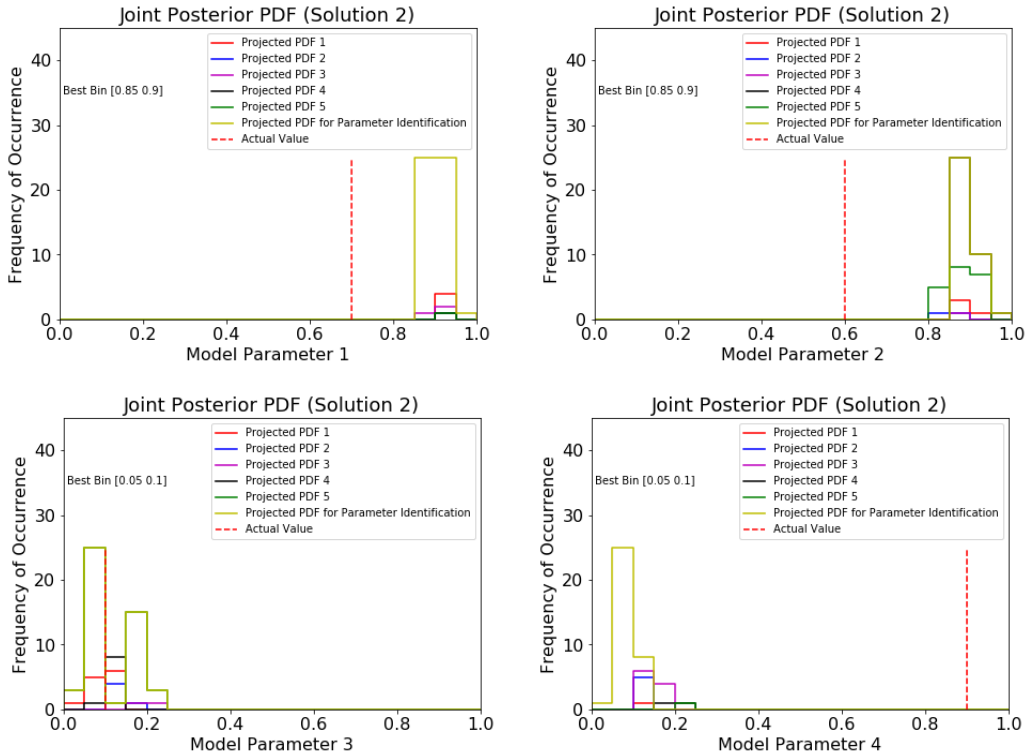 Joint Posterior PDF (Solution 2)
Frequency of Occurrence
40
30
20
10
0
Best Bin [0.85 0.9]
Projected PDF 1
Projected PDF 2
Projected PDF 3
Projected PDF 4
Projected PDF 5
Projected PDF for Parameter Identification
Actual Value
0.0 0.2 0.4 0.6 0.8 1.0
Model Parameter 1
Joint Posterior PDF (Solution 2)
Frequency of Occurrence
40
30
20
10
0
Best Bin [0.85 0.9]
Projected PDF 1
Projected PDF 2
Projected PDF 3
Projected PDF 4
Projected PDF 5
Projected PDF for Parameter Identification
Actual Value
0.0 0.2 0.4 0.6 0.8 1.0
Model Parameter 2
Joint Posterior PDF (Solution 2)
Frequency of Occurrence
40
30
20
10
0
Best Bin [0.05 0.1]
Projected PDF 1
Projected PDF 2
Projected PDF 3
Projected PDF 4
Projected PDF 5
Projected PDF for Parameter Identification
Actual Value
0.0 0.2 0.4 0.6 0.8 1.0
Model Parameter 3
Joint Posterior PDF (Solution 2)
Frequency of Occurrence
40
30
20
10
0
Best Bin [0.05 0.1]
Projected PDF 1
Projected PDF 2
Projected PDF 3
Projected PDF 4
Projected PDF 5
Projected PDF for Parameter Identification
Actual Value
0.0 0.2 0.4 0.6 0.8 1.0
Model Parameter 4